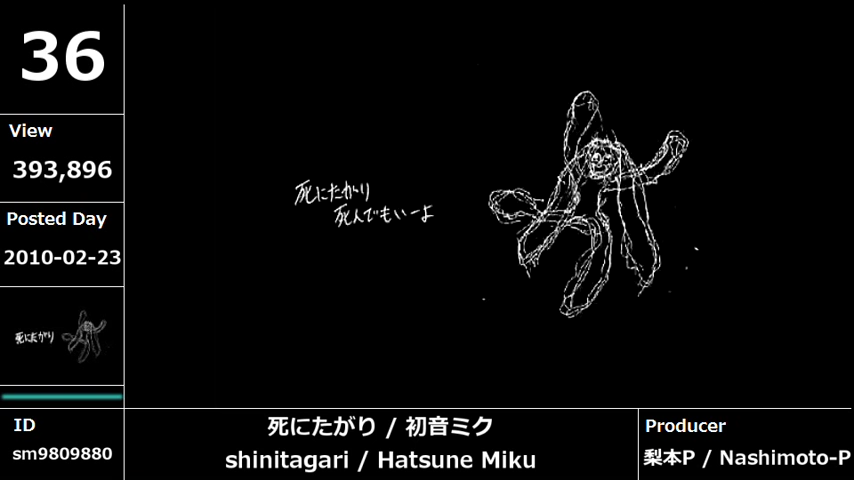 36
View
393,896
Posted Day
2010-02-23
死にたがり
死にたがり
死んでもいーよ
ID
sm9809880
死にたがり / 初音ミク
shinitagari / Hatsune Miku
Producer
梨本P / Nashimoto-P